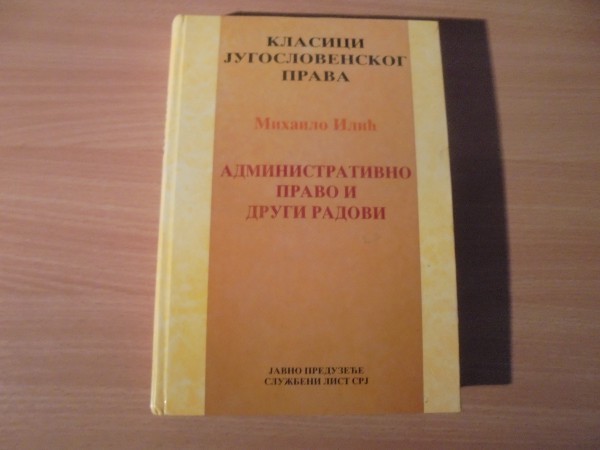 КЛАСИЦИ
ЈУГОСЛОВЕНСКОГ
ПРАВА
Михаило Илић
АДМИНИСТРАТИВНО
ПРАВО И
ДРУГИ РАДОВИ
ЈАВНО ПРЕДУЗЕЋЕ
СЛУЖБЕНИ ЛИСТ СРЈ